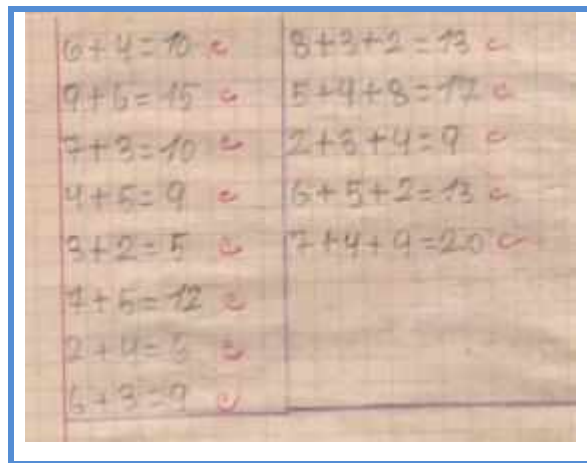 6+4=10 c
9+6=15 c
7+3=10 c
4+5=9 c
3+2=5 c
7+5=12 c
2+4= c
6+3=9 c
8+3+2=13 c
5+4+8=17 c
2+3+4=9 c
6+5+2=13 c
7+4+9=20 c